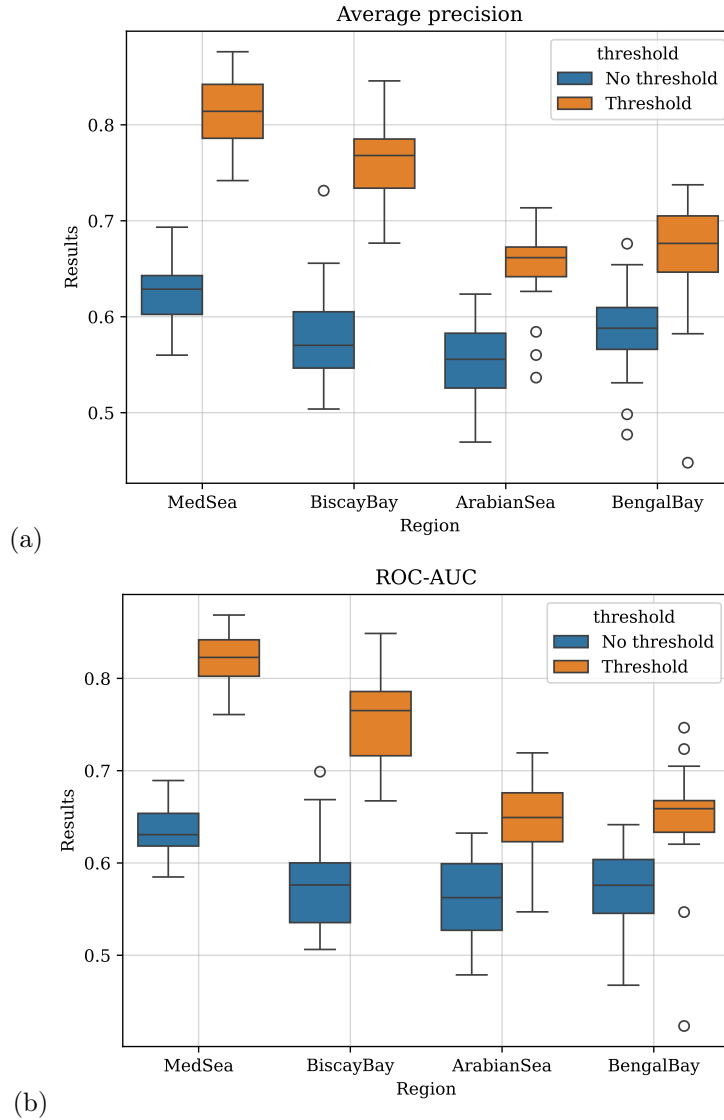 Average precision
threshold
No threshold
Threshold
Results
0.8
0.7
0.6
0.5
MedSea BiscayBay ArabianSea BengalBay
Region
(a)
ROC-AUC
threshold
No threshold
Threshold
Results
0.8
0.7
0.6
0.5
MedSea BiscayBay ArabianSea BengalBay
Region
(b)